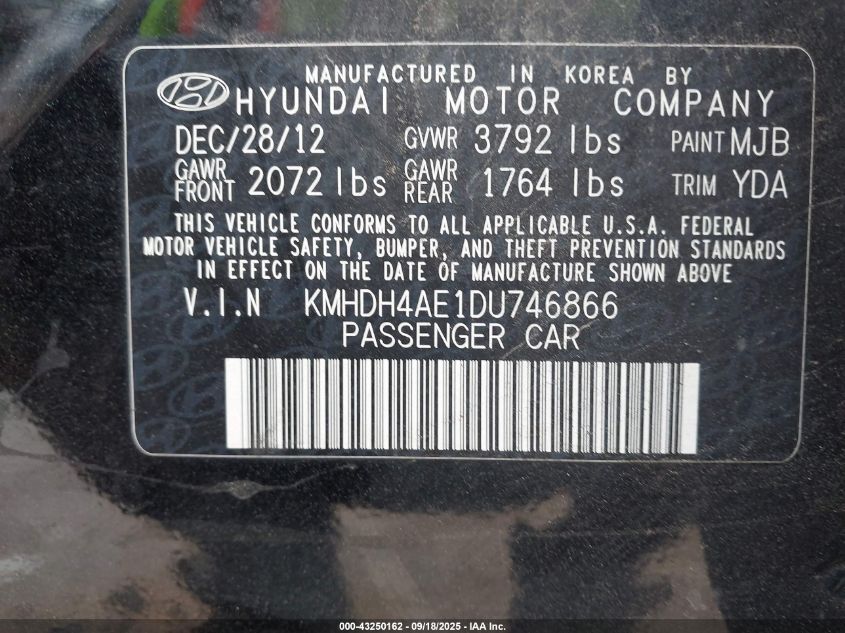 MANUFACTURED IN KOREA BY
HYUNDAI MOTOR COMPANY
DEC/28/12 GVWR 3792 lbs PAINT MJB
GAWR FRONT 2072 lbs GAWR REAR 1764 lbs TRIM YDA
THIS VEHICLE CONFORMS TO ALL APPLICABLE U.S.A. FEDERAL
MOTOR VEHICLE SAFETY, BUMPER, AND THEFT PREVENTION STANDARDS
IN EFFECT ON THE DATE OF MANUFACTURE SHOWN ABOVE
V.I.N KMHDH4AE1DU746866
PASSENGER CAR
000-43250162 - 09/18/2025 - IAA Inc.